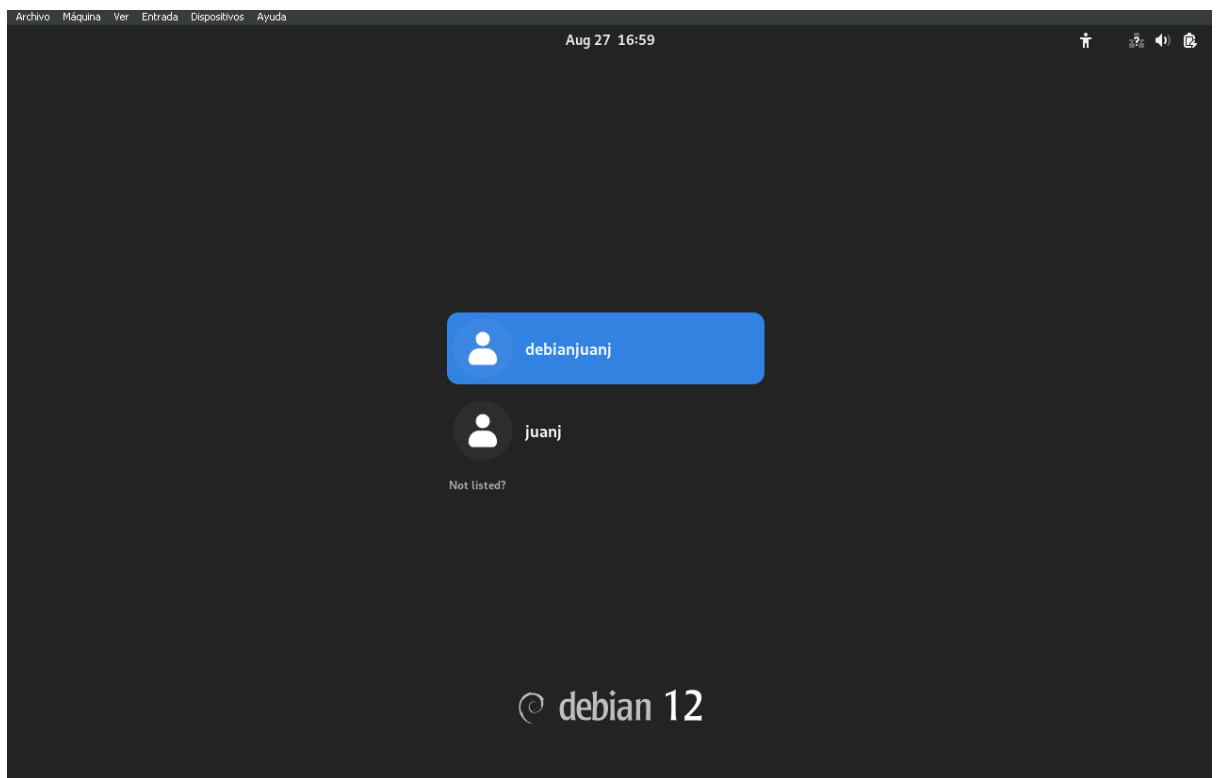 Archivo Máquina Ver Entrada Dispositivos Ayuda
Aug 27 16:59
debianjuanj
juanj
Not listed?
debian 12